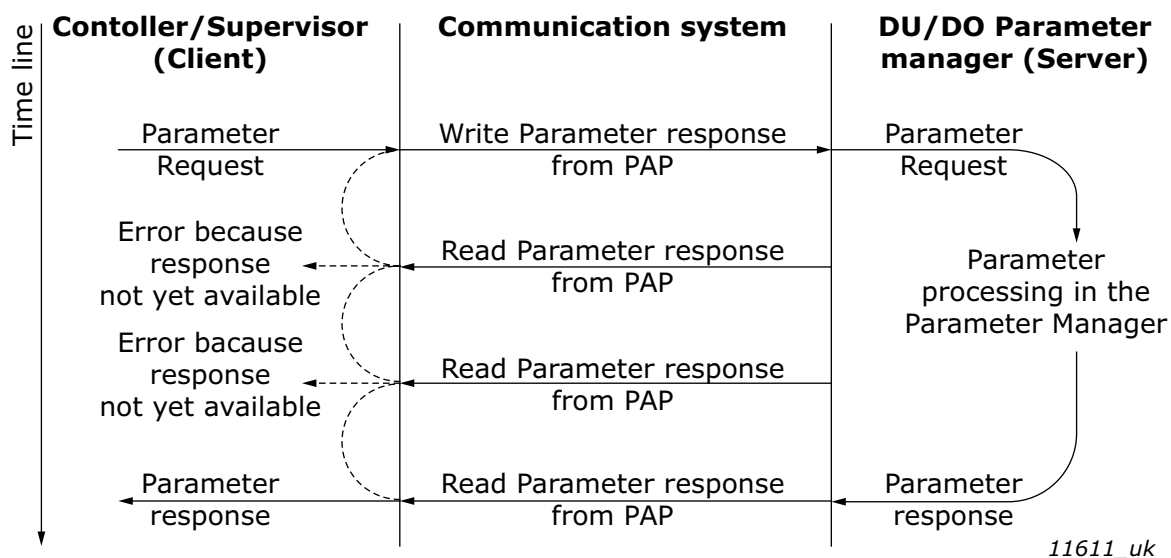 Time line
Contoller/Supervisor
(Client)
Communication system
DU/DO Parameter
manager (Server)
Parameter
Request
Write Parameter response
from PAP
Parameter
Request
Error because
response
not yet available
Read Parameter response
from PAP
Parameter
processing in the
Parameter Manager
Error bacause
response
not yet available
Read Parameter response
from PAP
Parameter
response
Read Parameter response
from PAP
Parameter
response
11611_uk